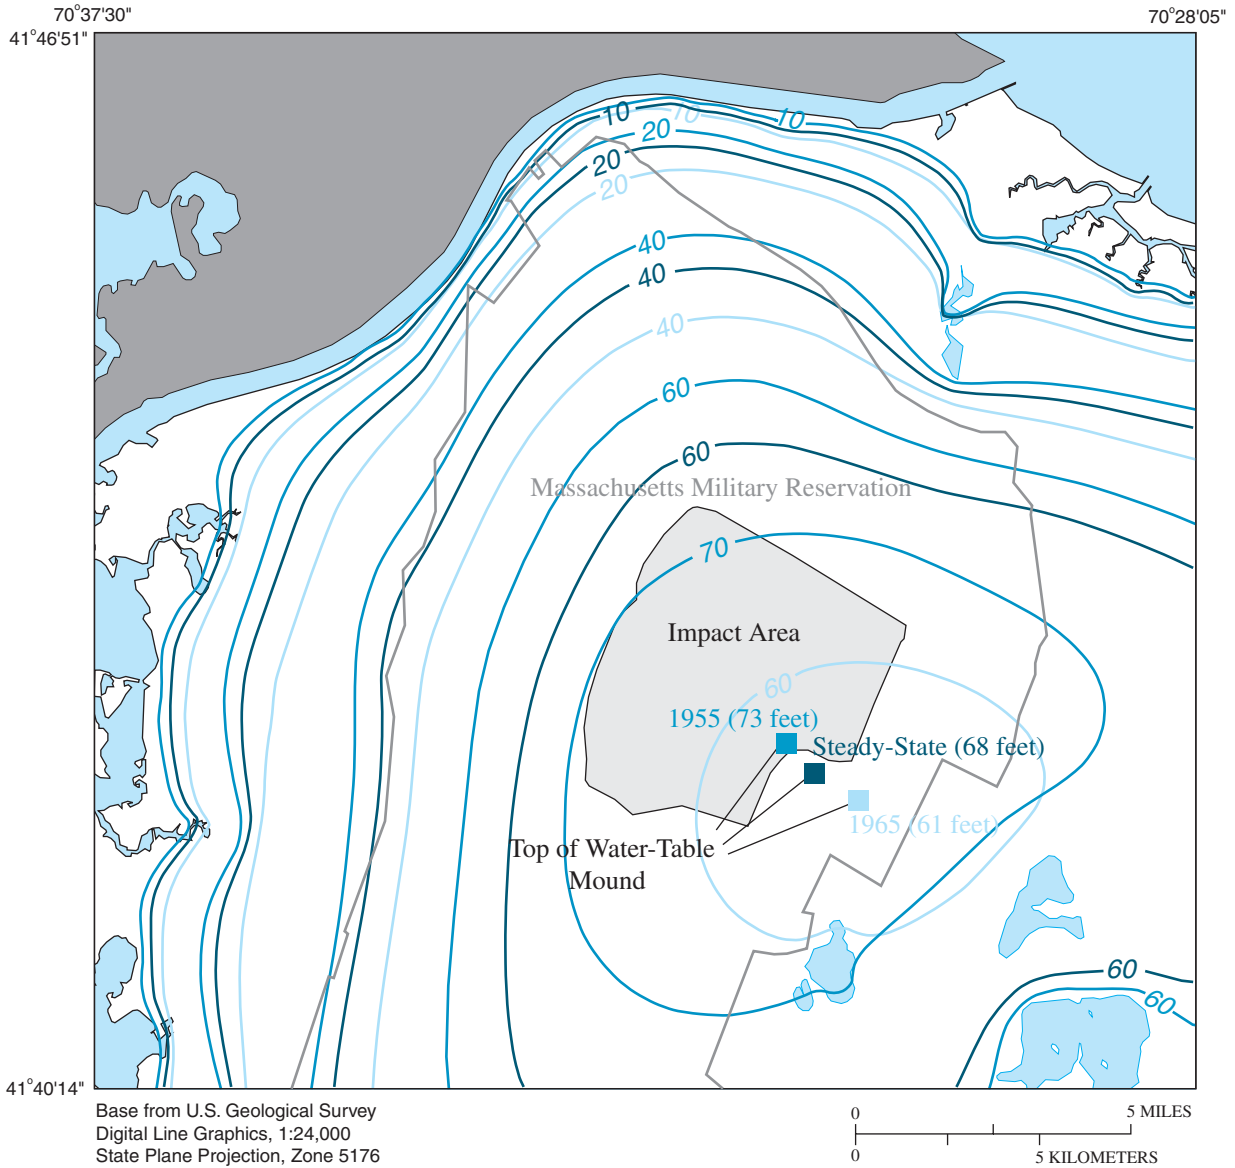 70°37'30"
70°28'05"
41°46'51"
10
10
10
20
20
20
40
40
40
60
60
Massachusetts Military Reservation
70
Impact Area
60
1955 (73 feet)
Steady-State (68 feet)
1965 (61 feet)
Top of Water-Table
Mound
60
60
41°40'14"
Base from U.S. Geological Survey
Digital Line Graphics, 1:24,000
State Plane Projection, Zone 5176
0
5 MILES
0
5 KILOMETERS